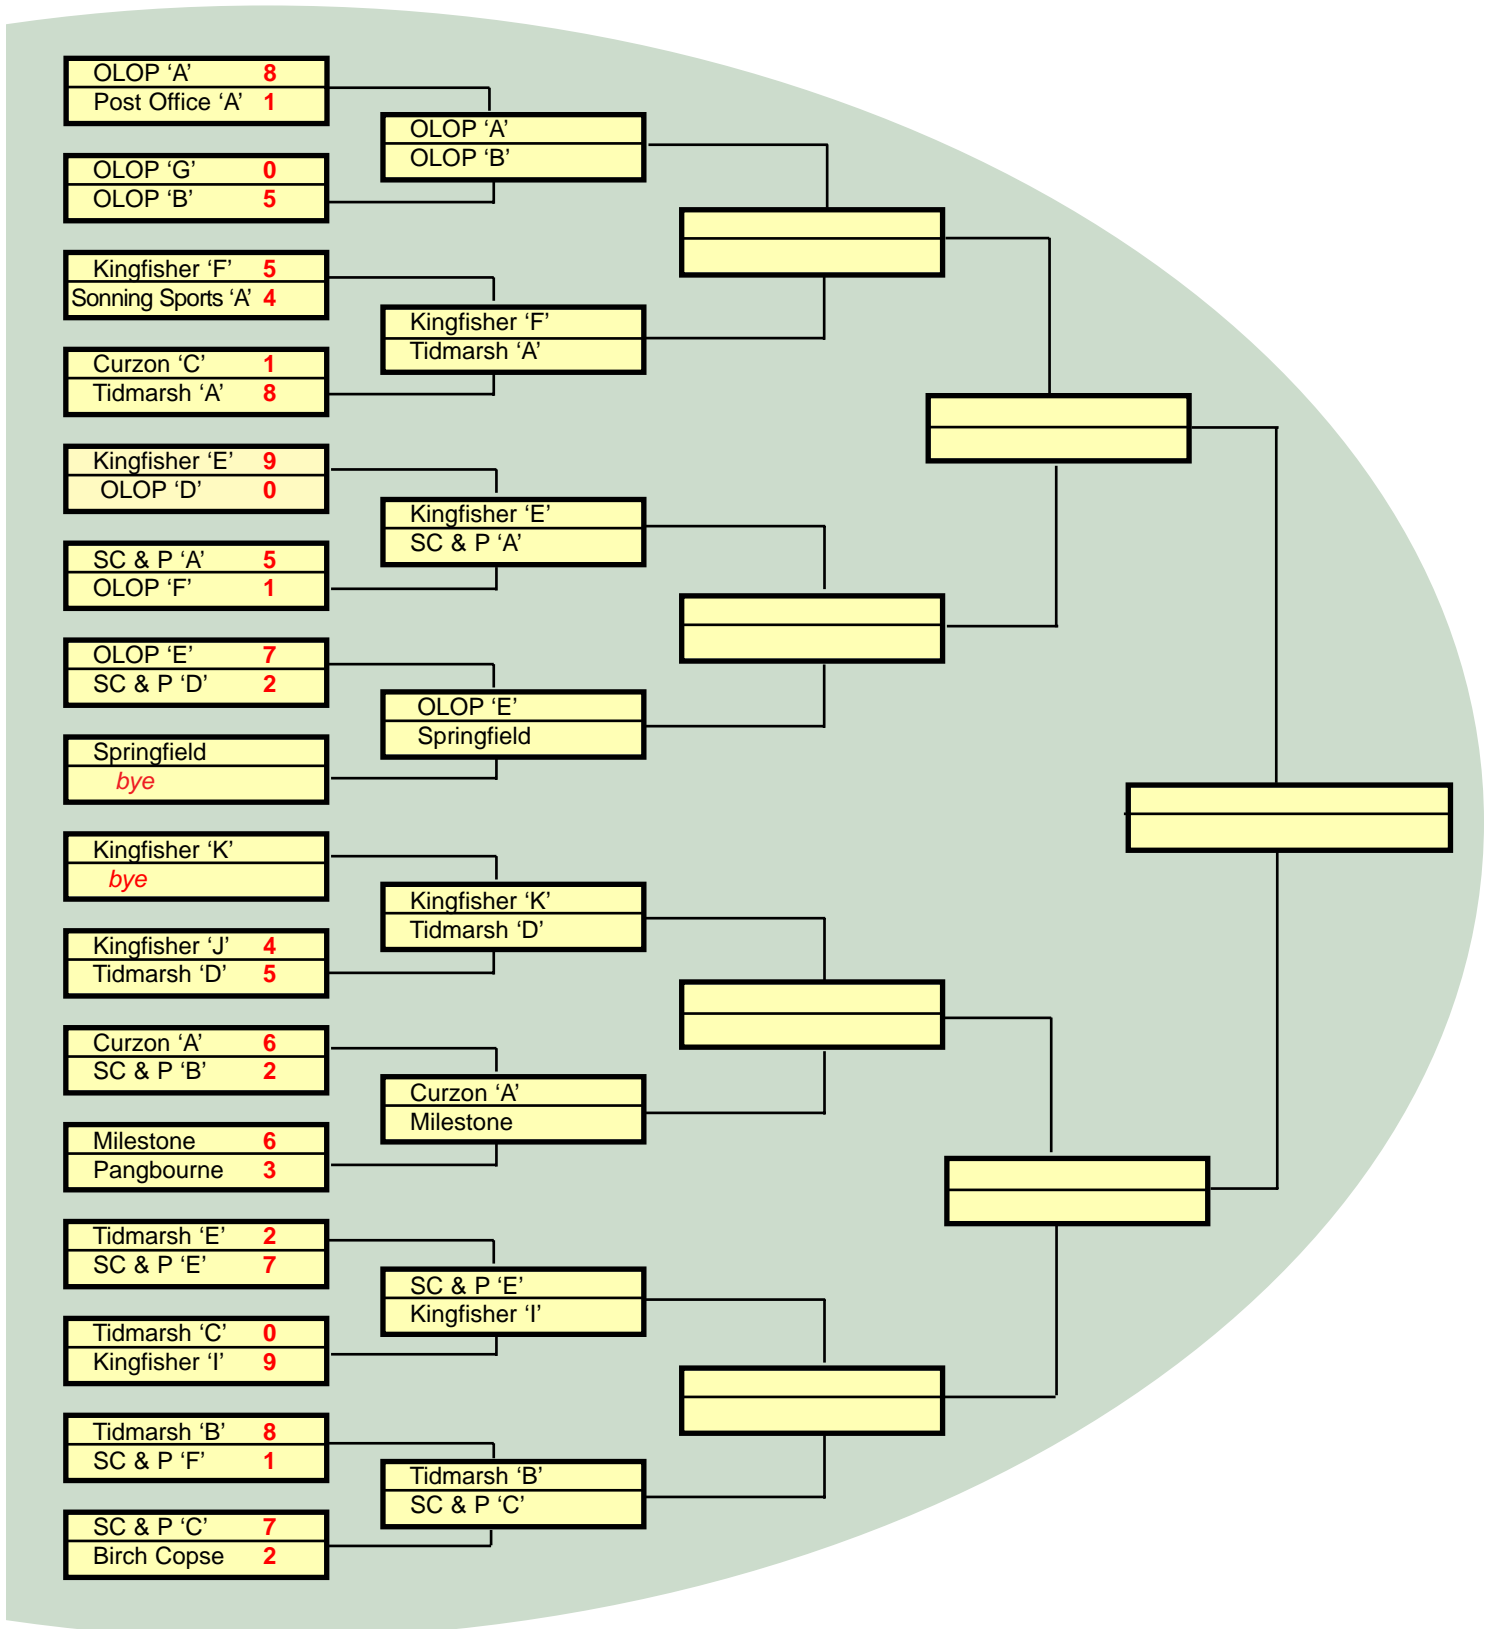 OLOP ‘A’ 8
Post Office ‘A’ 1
OLOP ‘G’ 0
OLOP ‘B’ 5
Kingfisher ‘F’ 5
Sonning Sports ‘A’ 4
Curzon ‘C’ 1
Tidmarsh ‘A’ 8
Kingfisher ‘E’ 9
OLOP ‘D’ 0
SC & P ‘A’ 5
OLOP ‘F’ 1
OLOP ‘E’ 7
SC & P ‘D’ 2
Springfield
bye
Kingfisher ‘K’
bye
Kingfisher ‘J’ 4
Tidmarsh ‘D’ 5
Curzon ‘A’ 6
SC & P ‘B’ 2
Milestone 6
Pangbourne 3
Tidmarsh ‘E’ 2
SC & P ‘E’ 7
Tidmarsh ‘C’ 0
Kingfisher ‘I’ 9
Tidmarsh ‘B’ 8
SC & P ‘F’ 1
SC & P ‘C’ 7
Birch Copse 2
OLOP ‘A’
OLOP ‘B’
Kingfisher ‘F’
Tidmarsh ‘A’
Kingfisher ‘E’
SC & P ‘A’
OLOP ‘E’
Springfield
Kingfisher ‘K’
Tidmarsh ‘D’
Curzon ‘A’
Milestone
SC & P ‘E’
Kingfisher ‘I’
Tidmarsh ‘B’
SC & P ‘C’